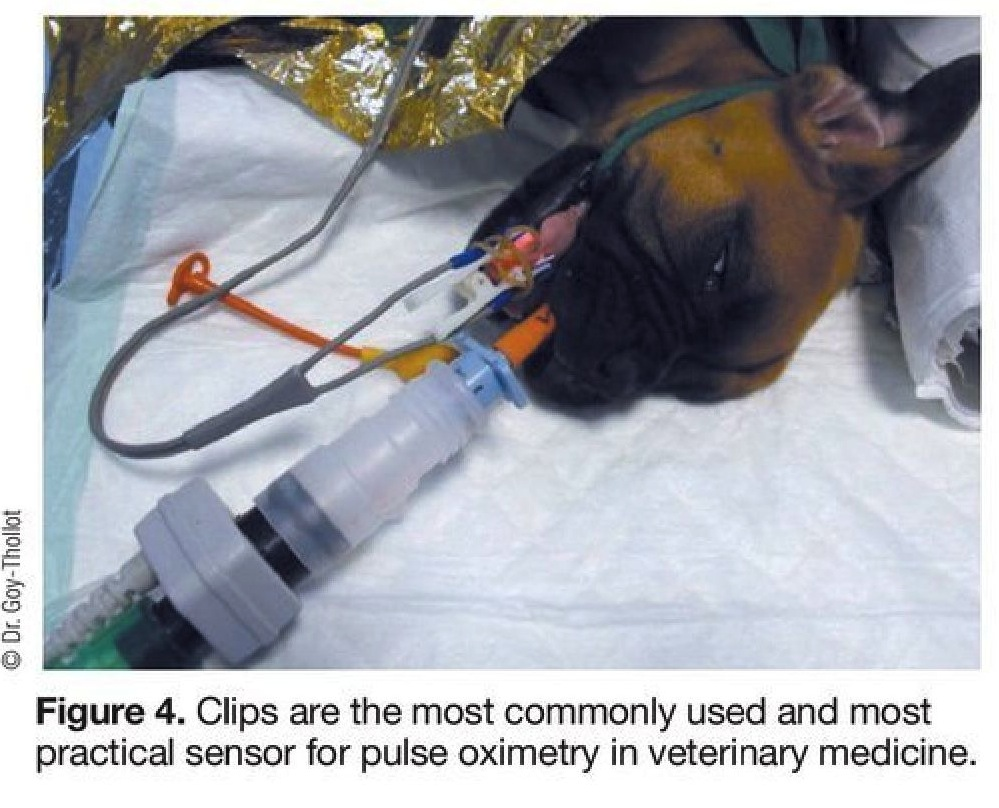 © Dr. Goy-Thollot
Figure 4. Clips are the most commonly used and most
practical sensor for pulse oximetry in veterinary medicine.